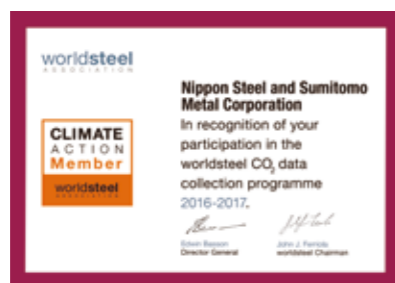 worldsteel
ASSOCIATION
Nippon Steel and Sumitomo
Metal Corporation
In recognition of your
participation in the
worldsteel CO₂ data
collection programme
2016-2017.
CLIMATE
ACTION
Member
worldsteel
ASSOCIATION
Edwin Basson
Director General
John J. Ferriola
worldsteel Chairman